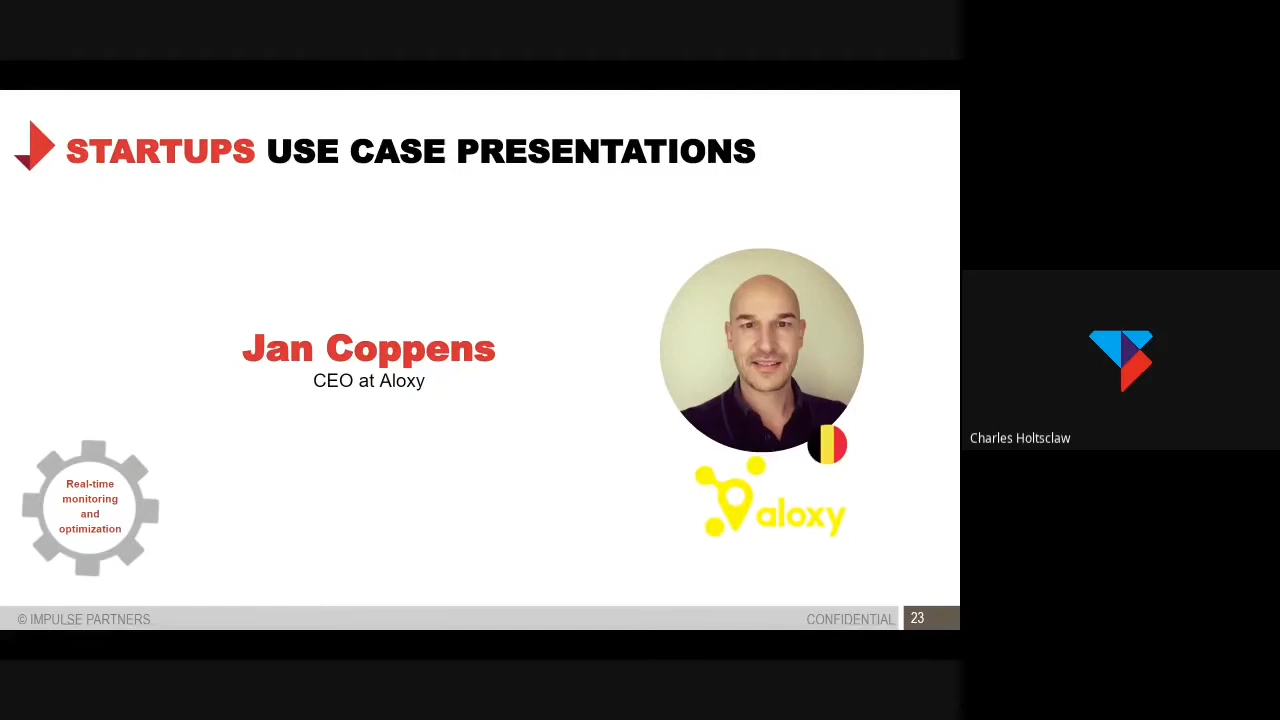 STARTUPS USE CASE PRESENTATIONS
Jan Coppens
CEO at Aloxy
Real-time
monitoring
and
optimization
aloxy
© IMPULSE PARTNERS
CONFIDENTIAL
23
Charles Holtsclaw